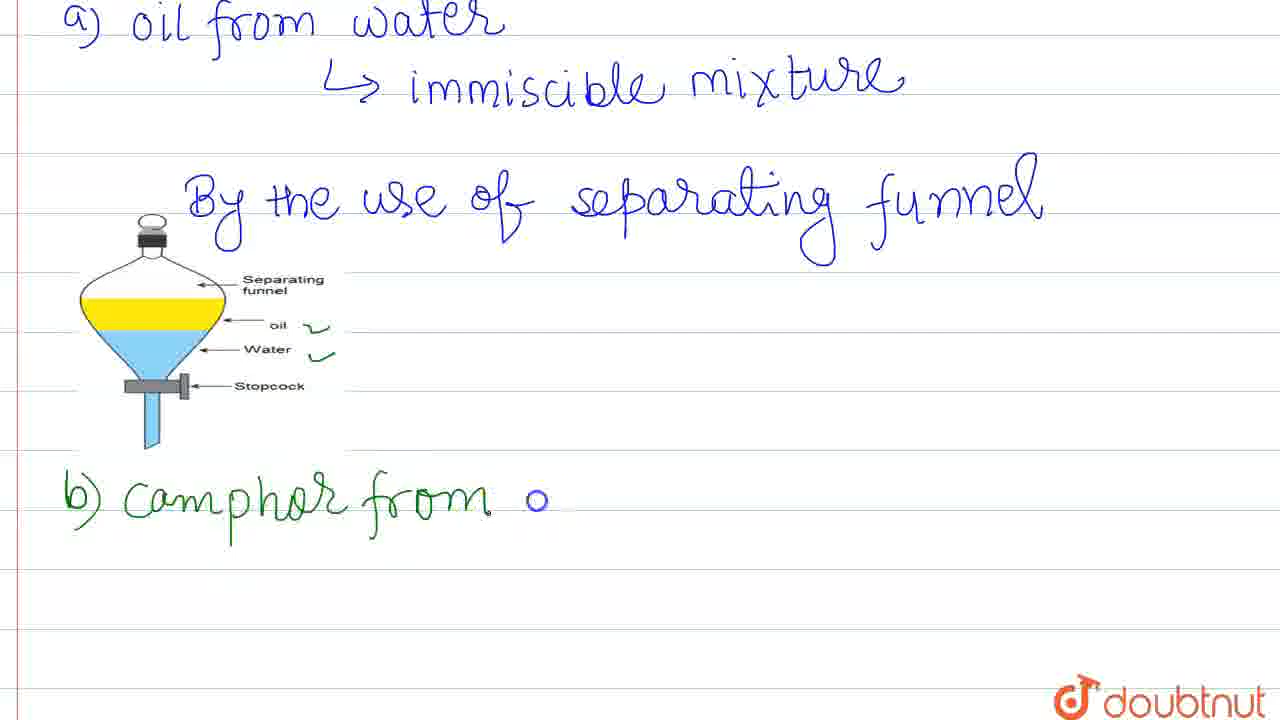 a) oil from water
↳ immiscible mixture
By the use of separating funnel
Separating
funnel
oil
Water
Stopcock
b) camphor from
doubtnut